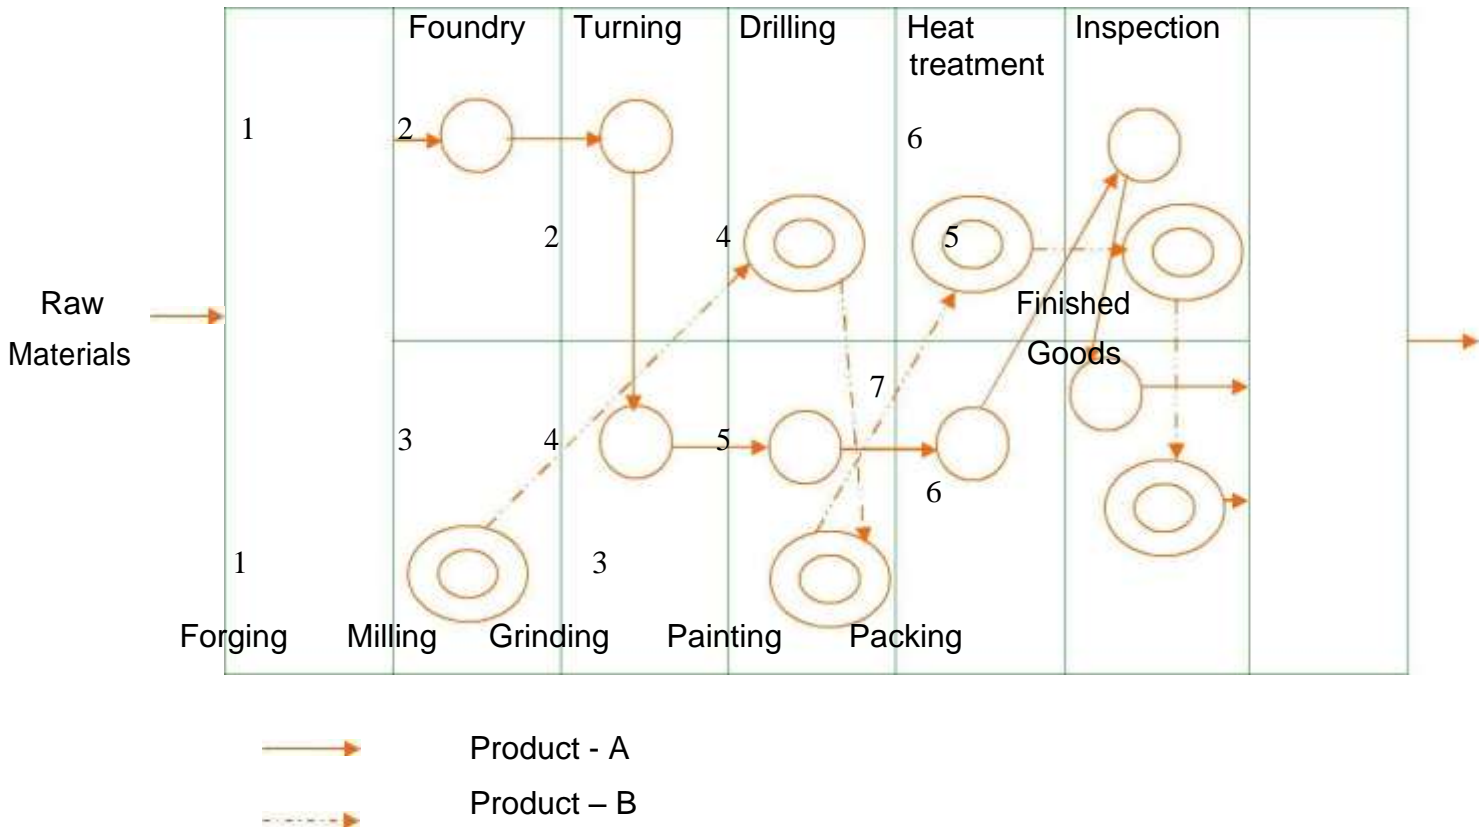 Foundry Turning Drilling Heat Inspection
treatment
1 2 6
2 4 5
Raw Finished
Materials Goods
7
3 4 5
6
1 3
Forging Milling Grinding Painting Packing
Product - A
Product – B